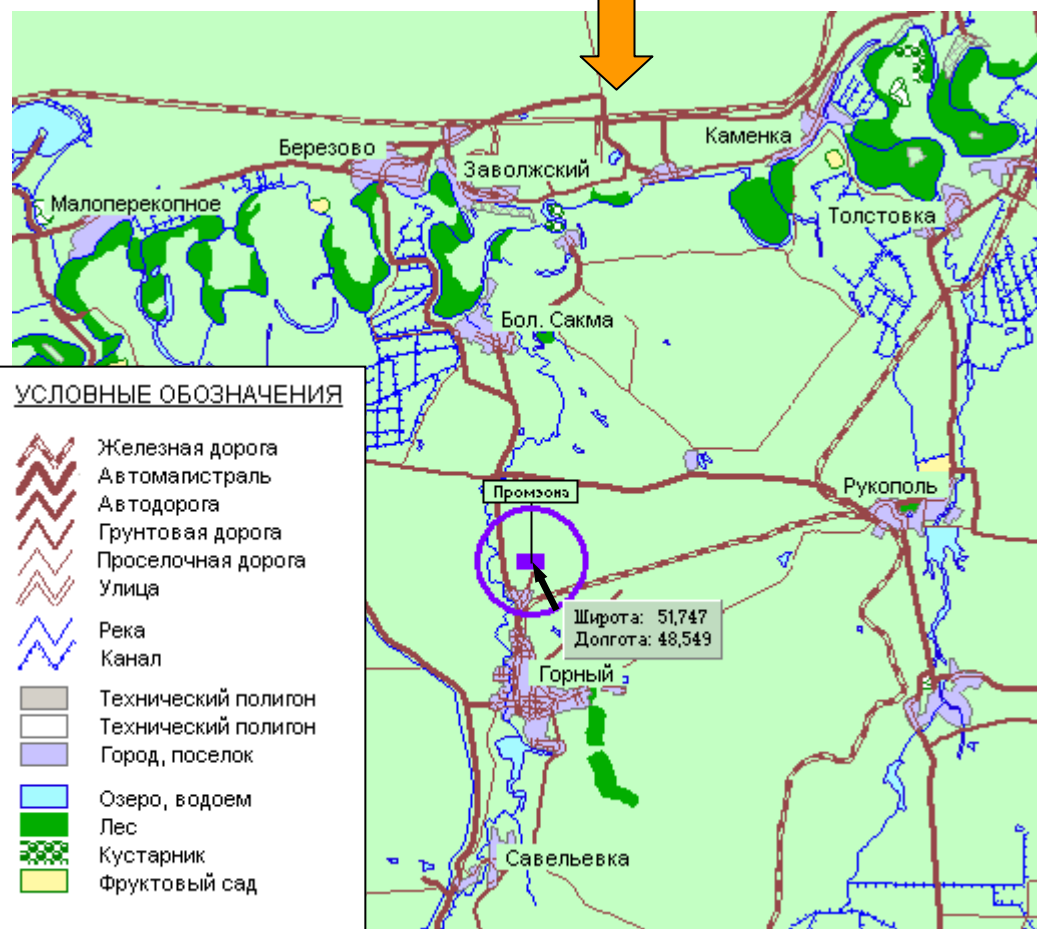 Березово
Каменка
Заволжский
Малоперекопное
Толстовка
Бол. Сакма
УСЛОВНЫЕ ОБОЗНАЧЕНИЯ
Железная дорога
Автомагистраль
Автодорога
Грунтовая дорога
Проселочная дорога
Улица
Река
Канал
Технический полигон
Технический полигон
Город, поселок
Озеро, водоем
Лес
Кустарник
Фруктовый сад
Промзона
Рукополь
Широта: 51,747
Долгота: 48,549
Горный
Савельевка